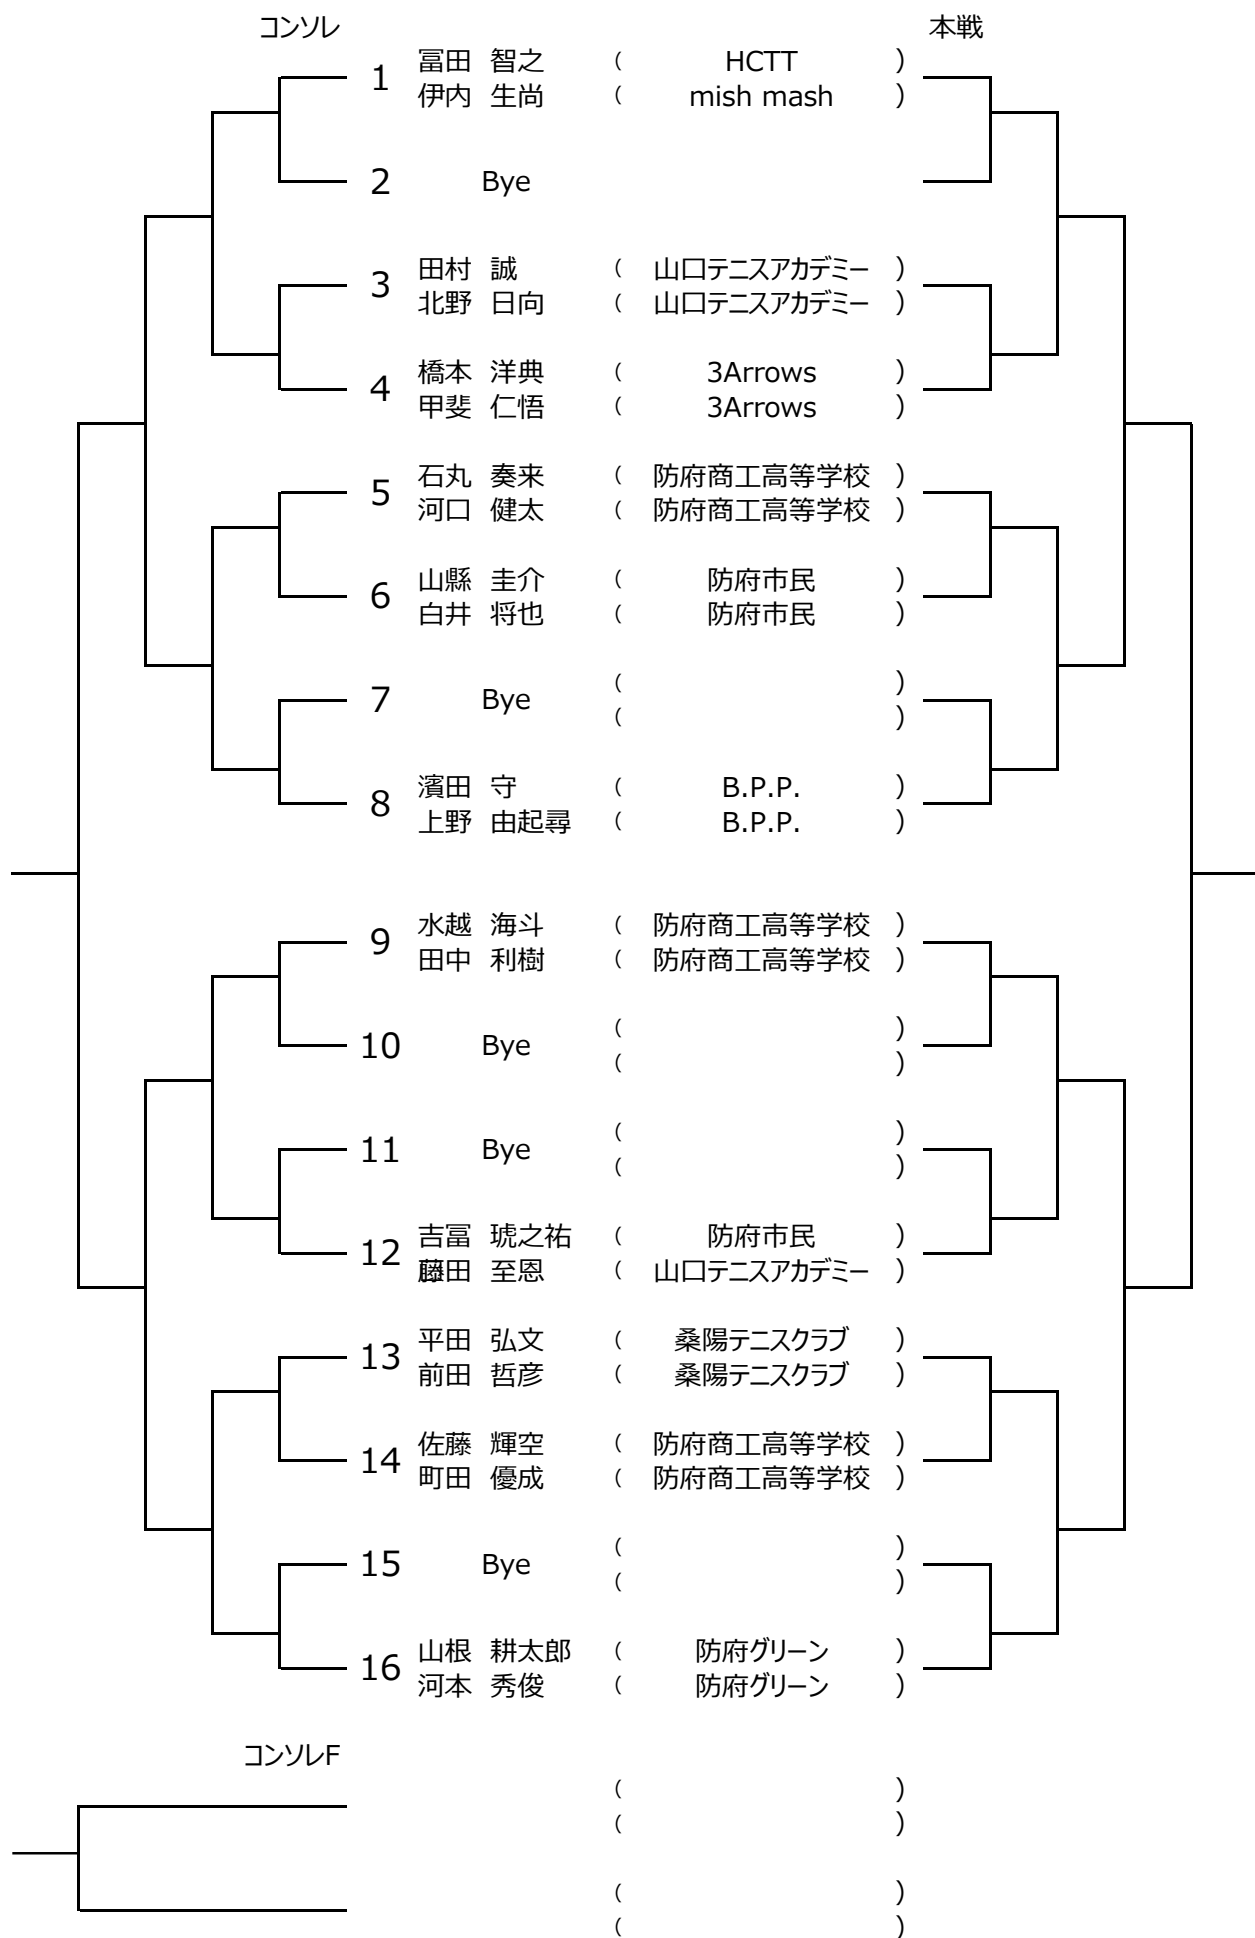 コンソレ 本戦
1 冨田 智之 ( HCTT )
伊内 生尚 ( mish mash )
2 Bye
3 田村 誠 ( 山口テニスアカデミー )
北野 日向 ( 山口テニスアカデミー )
4 橋本 洋典 ( 3Arrows )
甲斐 仁悟 ( 3Arrows )
5 石丸 奏来 ( 防府商工高等学校 )
河口 健太 ( 防府商工高等学校 )
6 山縣 圭介 ( 防府市民 )
白井 将也 ( 防府市民 )
7 Bye ( )
( )
8 濱田 守 ( B.P.P. )
上野 由起尋 ( B.P.P. )
9 水越 海斗 ( 防府商工高等学校 )
田中 利樹 ( 防府商工高等学校 )
10 Bye ( )
( )
11 Bye ( )
( )
12 吉冨 琥之祐 ( 防府市民 )
藤田 至恩 ( 山口テニスアカデミー )
13 平田 弘文 ( 桑陽テニスクラブ )
前田 哲彦 ( 桑陽テニスクラブ )
14 佐藤 輝空 ( 防府商工高等学校 )
町田 優成 ( 防府商工高等学校 )
15 Bye ( )
( )
16 山根 耕太郎 ( 防府グリーン )
河本 秀俊 ( 防府グリーン )
コンソレF
( )
( )
( )
( )